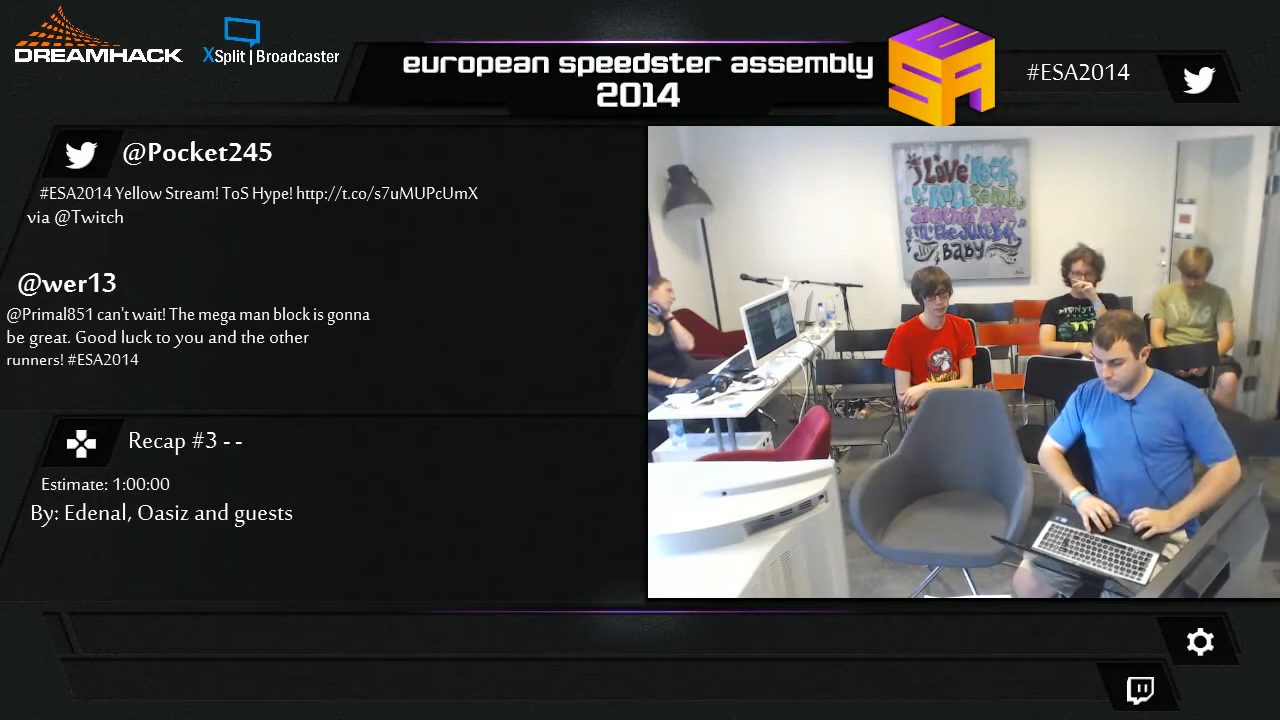 DREAMHACK
XSplit | Broadcaster
european speedster assembly
2014
#ESA2014
@Pocket245
#ESA2014 Yellow Stream! ToS Hype! http://t.co/s7uMUPcUmX
via @Twitch
@wer13
@Primal851 can't wait! The mega man block is gonna
be great. Good luck to you and the other
runners! #ESA2014
Recap #3 - -
Estimate: 1:00:00
By: Edenal, Oasiz and guests
I LOVE ROCK
N ROLL
BABY